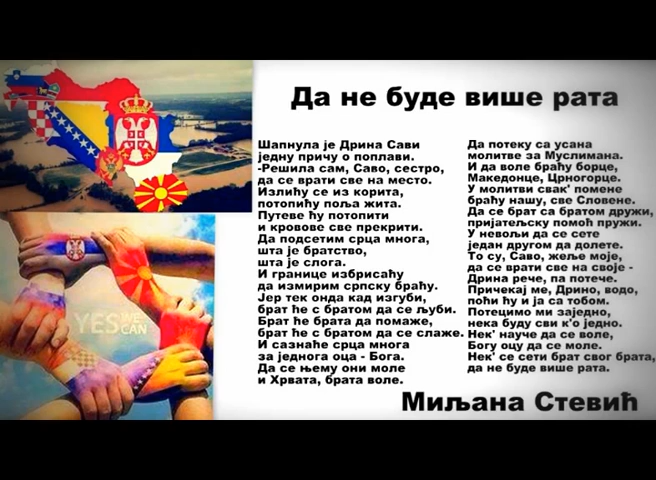 Да не буде више рата
Шапнула је Дрина Сави
једну причу о поплави.
-Решила сам, Саво, сестро,
да се врати све на место.
Излићу се из корита,
потопићу поља жита.
Путеве ћу потопити
и кровове све прекрити.
Да подсетим срца многа,
шта је братство,
шта је слога.
И границе избрисаћу
да измирим српску браћу.
Јер тек онда кад изгуби,
брат ће с братом да се љуби.
Брат ће брата да помаже,
брат ће с братом да се слаже.
И сазнаће срца многа
за једнога оца - Бога.
Да се њему они моле
и Хрвата, брата воле.
Да потеку са усана
молитве за Муслимана.
И да воле браћу борце,
Македонце, Црногорце.
У молитви свак' помене
браћу нашу, све Словене.
Да се брат са братом дружи,
пријатељску помоћ пружи.
У невољи да се сете
један другом да долете.
То су, Саво, жеље моје,
да се врати све на своје -
Дрина рече, па потече.
Причекај ме, Дрино, водо,
поћи ћу и ја са тобом.
Потецимо ми заједно,
нека буду сви к'о једно.
Нек' науче да се воле,
Богу оцу да се моле.
Нек' се сети брат свог брата,
да не буде више рата.
Миљана Стевић
YES WE CAN